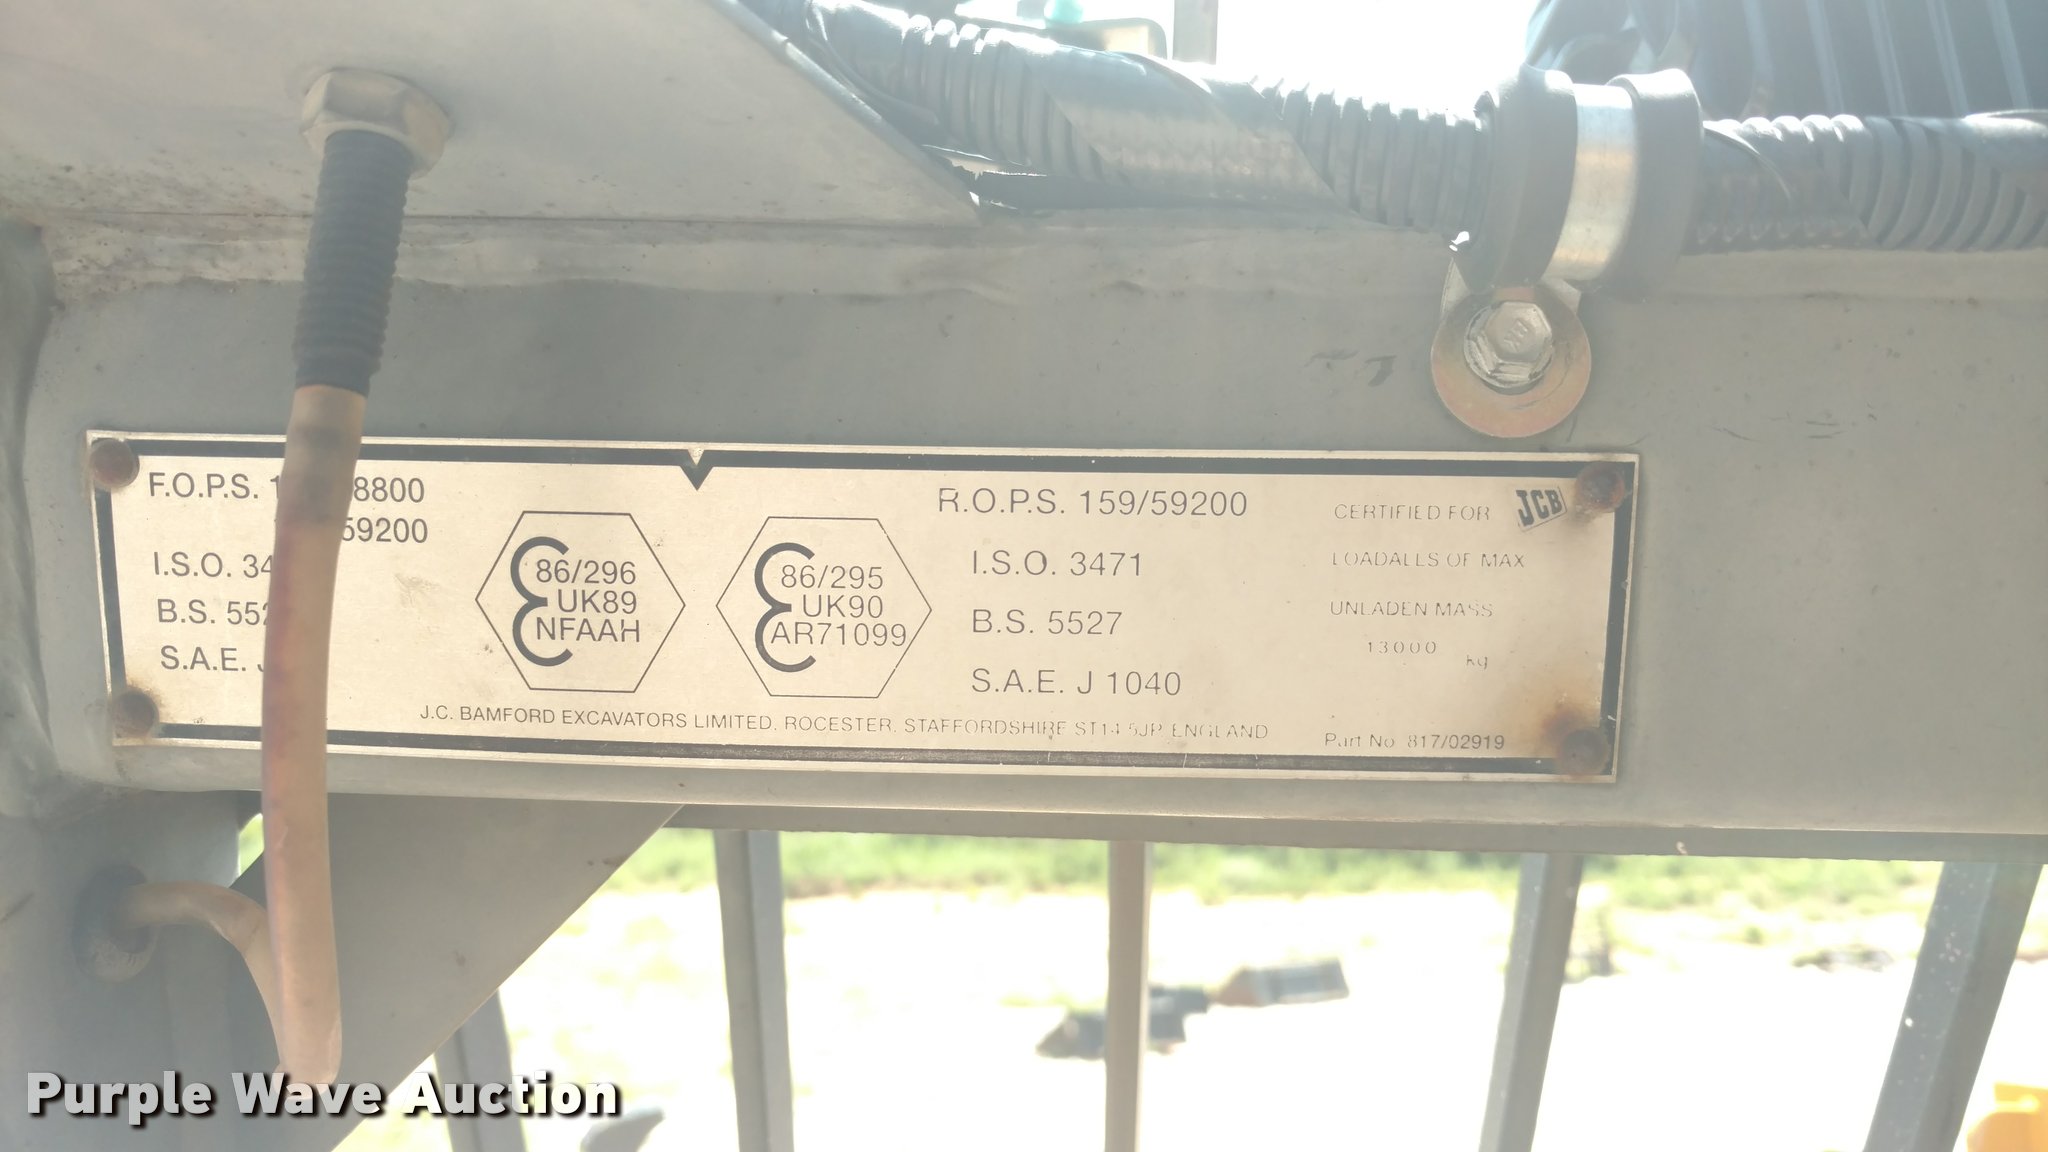 F.O.P.S. 1 8800
59200
I.S.O. 34
B.S. 552
S.A.E. J
86/296
UK89
NFAAH
86/295
UK90
AR71099
R.O.P.S. 159/59200
I.S.O. 3471
B.S. 5527
S.A.E. J 1040
CERTIFIED FOR JCB
LOADALLS OF MAX
UNLADEN MASS
13000 kg
J.C. BAMFORD EXCAVATORS LIMITED, ROCESTER, STAFFORDSHIRE ST14 5JP, ENGLAND
Part No 817/02919
Purple Wave Auction